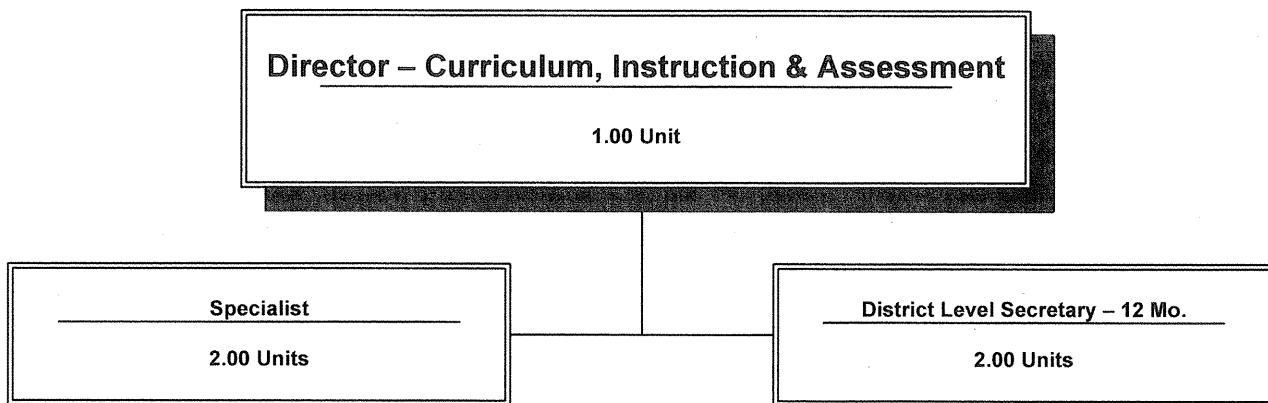 Director – Curriculum, Instruction & Assessment
1.00 Unit
Specialist
2.00 Units
District Level Secretary – 12 Mo.
2.00 Units